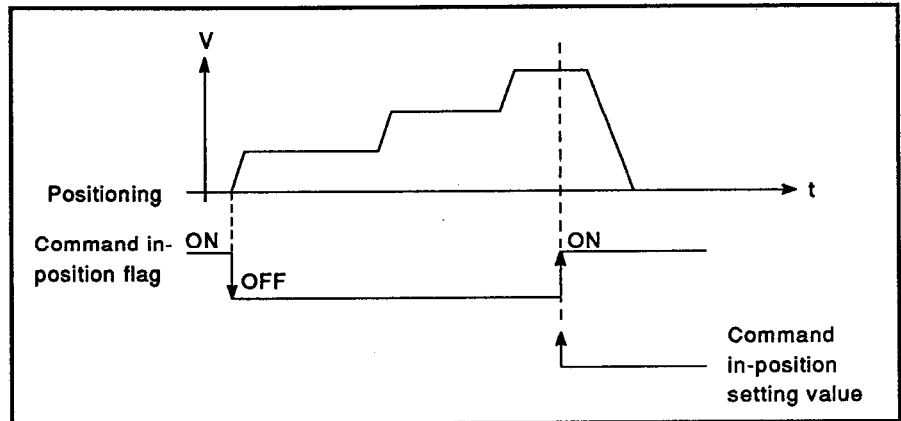 V
Positioning
t
Command in-
position flag
ON
OFF
ON
Command
in-position
setting value